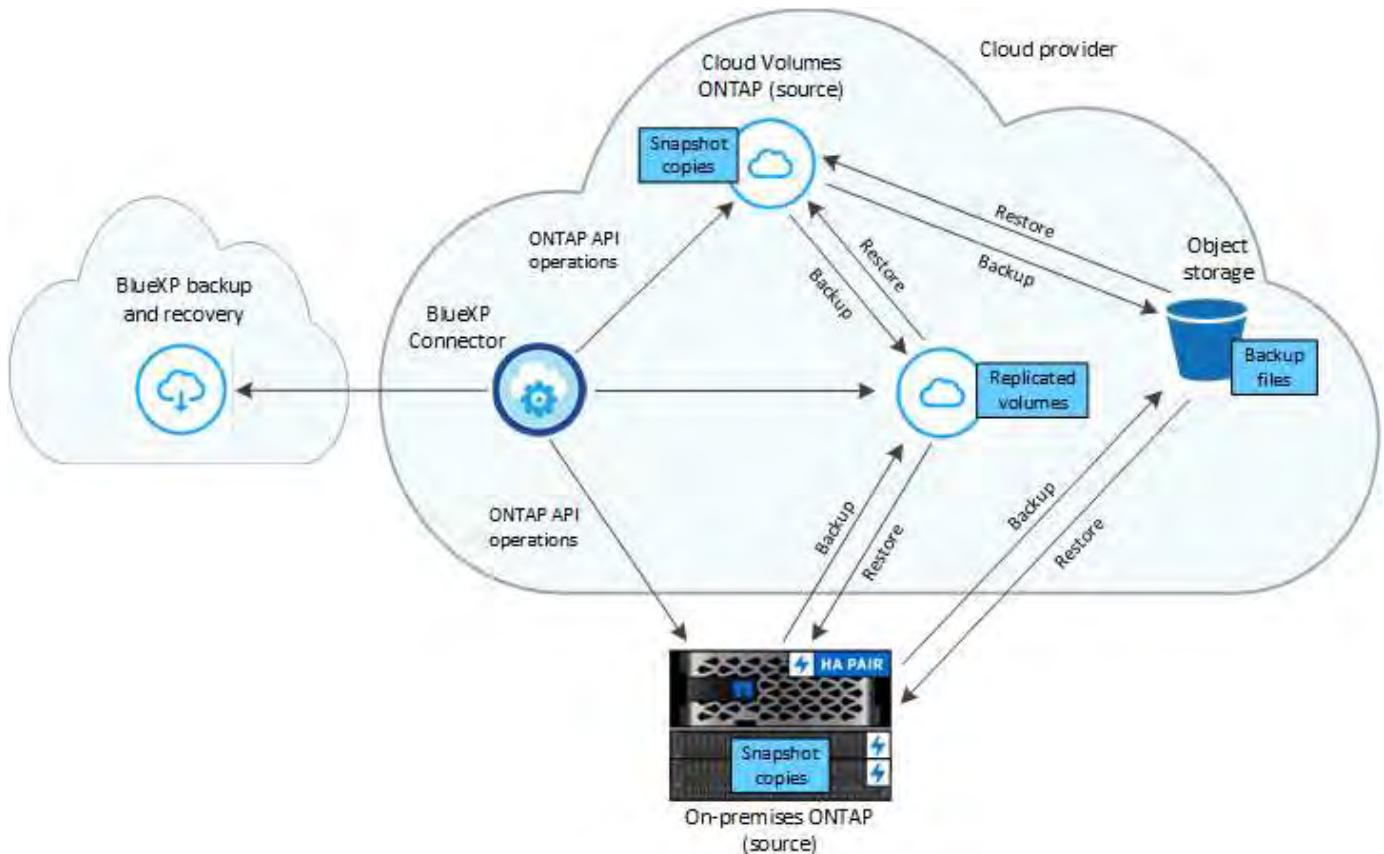 Cloud provider
Cloud Volumes
ONTAP (source)
Snapshot
copies
Restore
Backup
Object
storage
ONTAP API
operations
Restore
Backup
BlueXP backup
and recovery
BlueXP
Connector
Backup
files
Replicated
volumes
ONTAP API
operations
Backup
Restore
Backup
Restore
HA PAIR
Snapshot
copies
On-premises ONTAP
(source)